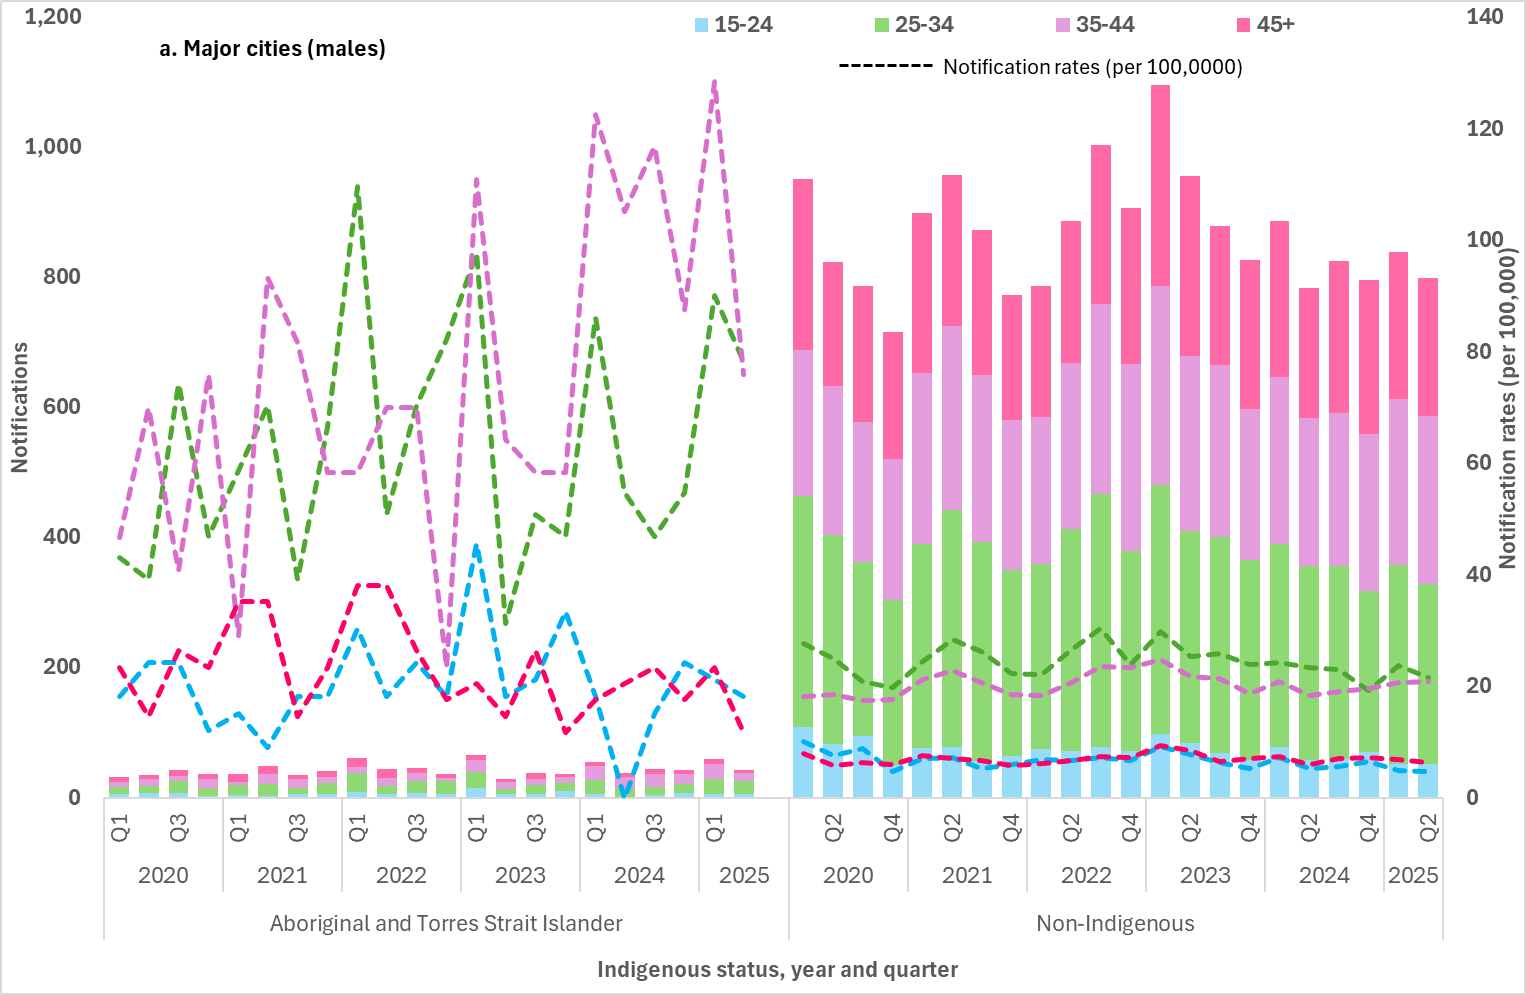 1,200
1,000
800
600
400
200
0
Notifications
15-24 25-34 35-44 45+
a. Major cities (males)
Notification rates (per 100,0000)
140
120
100
80
60
40
20
0
Notification rates (per 100,000)
Q1 Q3 Q1 Q3 Q1 Q3 Q1 Q3 Q1 Q3 Q1 Q2 Q4 Q2 Q4 Q2 Q4 Q2 Q4 Q2 Q4 Q2
2020 2021 2022 2023 2024 2025 2020 2021 2022 2023 2024 2025
Aboriginal and Torres Strait Islander Non-Indigenous
Indigenous status, year and quarter